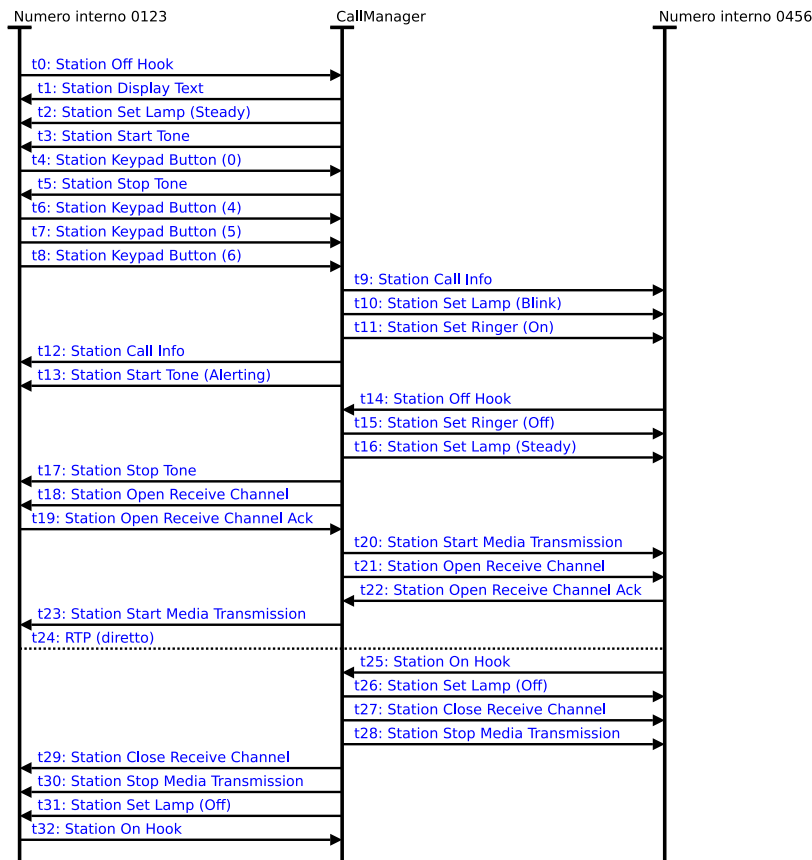 Numero interno 0123
CallManager
Numero interno 0456
t0: Station Off Hook
t1: Station Display Text
t2: Station Set Lamp (Steady)
t3: Station Start Tone
t4: Station Keypad Button (0)
t5: Station Stop Tone
t6: Station Keypad Button (4)
t7: Station Keypad Button (5)
t8: Station Keypad Button (6)
t9: Station Call Info
t10: Station Set Lamp (Blink)
t11: Station Set Ringer (On)
t12: Station Call Info
t13: Station Start Tone (Alerting)
t14: Station Off Hook
t15: Station Set Ringer (Off)
t16: Station Set Lamp (Steady)
t17: Station Stop Tone
t18: Station Open Receive Channel
t19: Station Open Receive Channel Ack
t20: Station Start Media Transmission
t21: Station Open Receive Channel
t22: Station Open Receive Channel Ack
t23: Station Start Media Transmission
t24: RTP (diretto)
t25: Station On Hook
t26: Station Set Lamp (Off)
t27: Station Close Receive Channel
t28: Station Stop Media Transmission
t29: Station Close Receive Channel
t30: Station Stop Media Transmission
t31: Station Set Lamp (Off)
t32: Station On Hook